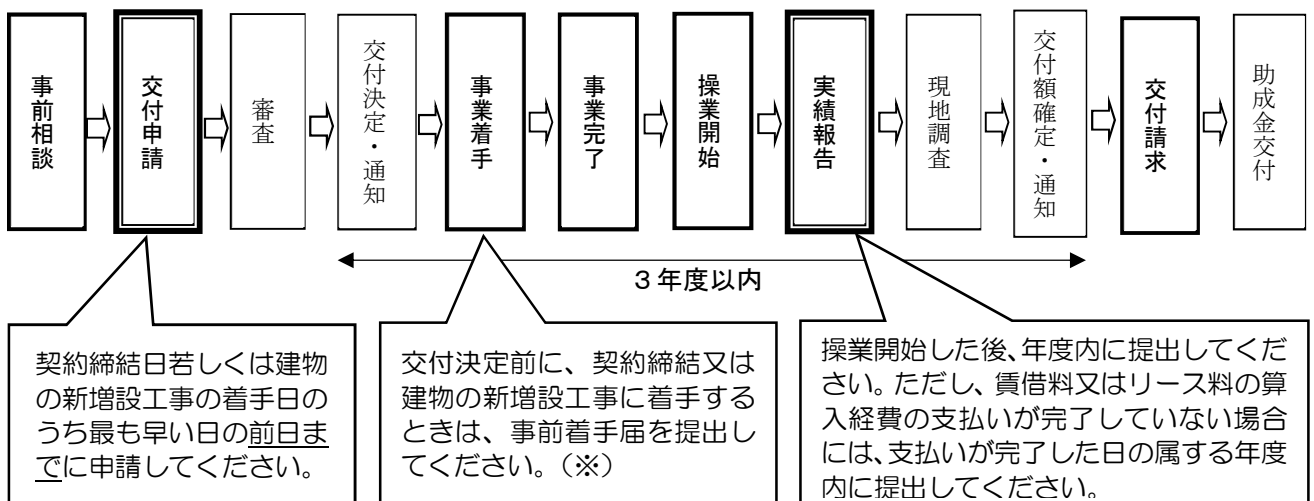 事前相談
交付申請
審査
交付決定・通知
事業着手
事業完了
操業開始
実績報告
現地調査
交付額確定・通知
交付請求
助成金交付
3年度以内
契約締結日若しくは建物
の新増設工事の着手日の
うち最も早い日の前日ま
でに申請してください。
交付決定前に、契約締結又は
建物の新増設工事に着手する
ときは、事前着手届を提出し
てください。（※）
操業開始した後、年度内に提出してくだ
さい。ただし、賃借料又はリース料の算
入経費の支払いが完了していない場合
には、支払いが完了した日の属する年度
内に提出してください。